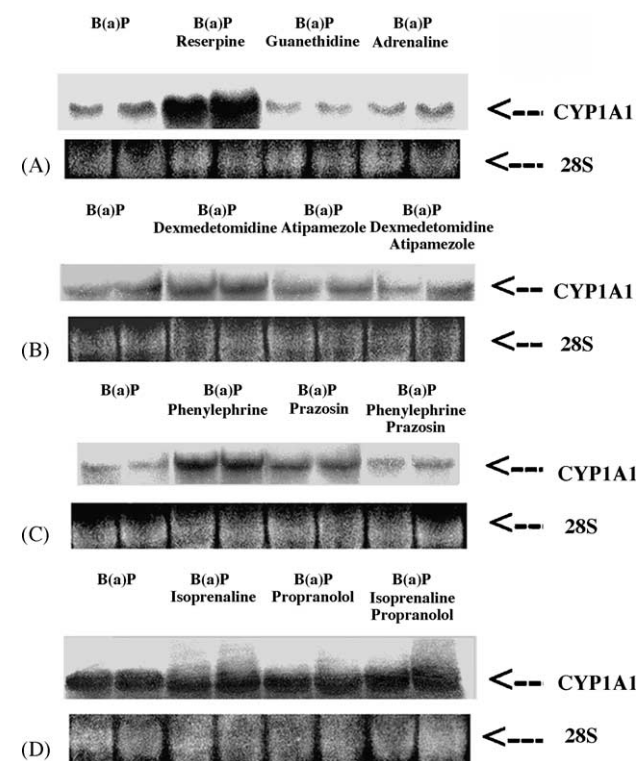 B(a)P B(a)P B(a)P B(a)P
Reserpine Guanethidine Adrenaline
CYP1A1
(A) 28S
B(a)P B(a)P B(a)P B(a)P
Dexmedetomidine Atipamezole Dexmedetomidine
Atipamezole
CYP1A1
(B) 28S
B(a)P B(a)P B(a)P B(a)P
Phenylephrine Prazosin Phenylephrine
Prazosin
CYP1A1
(C) 28S
B(a)P B(a)P B(a)P B(a)P
Isoprenaline Propranolol Isoprenaline
Propranolol
CYP1A1
(D) 28S